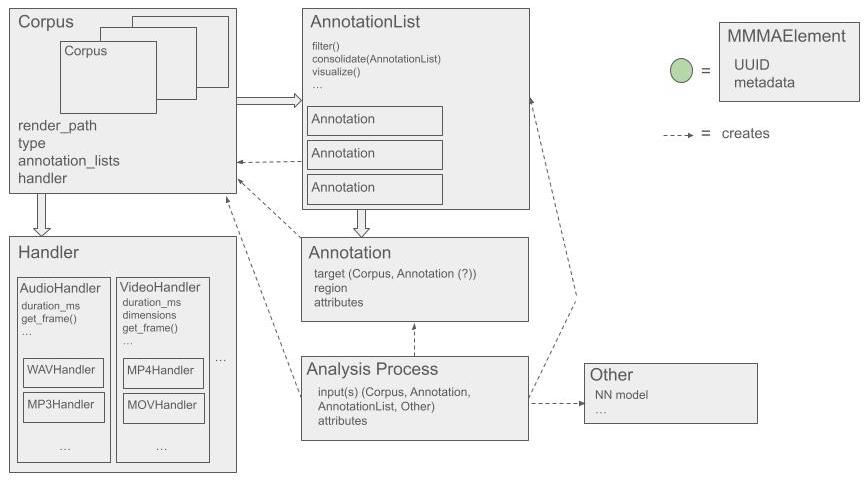 Corpus
Corpus
render_path
type
annotation_lists
handler
AnnotationList
filter()
consolidate(AnnotationList)
visualize()
...
Annotation
Annotation
Annotation
MMMAElement
UUID
metadata
=
= creates
Handler
AudioHandler
duration_ms
get_frame()
...
WAVHandler
MP3Handler
...
VideoHandler
duration_ms
dimensions
get_frame()
...
MP4Handler
MOVHandler
...
...
Annotation
target (Corpus, Annotation (?))
region
attributes
Analysis Process
input(s) (Corpus, Annotation,
AnnotationList, Other)
attributes
Other
NN model
...